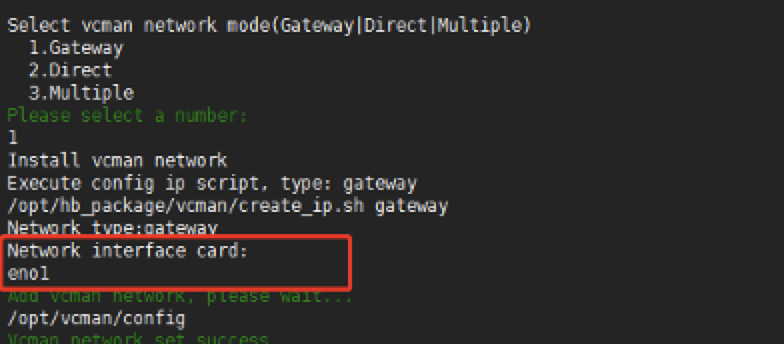 Select vcman network mode(Gateway|Direct|Multiple)
1.Gateway
2.Direct
3.Multiple
Please select a number:
1
Install vcman network
Execute config ip script, type: gateway
/opt/hb_package/vcman/create_ip.sh gateway
Network type:gateway
Network interface card:
eno1
Add vcman network, please wait...
/opt/vcman/config
Vcman network set success